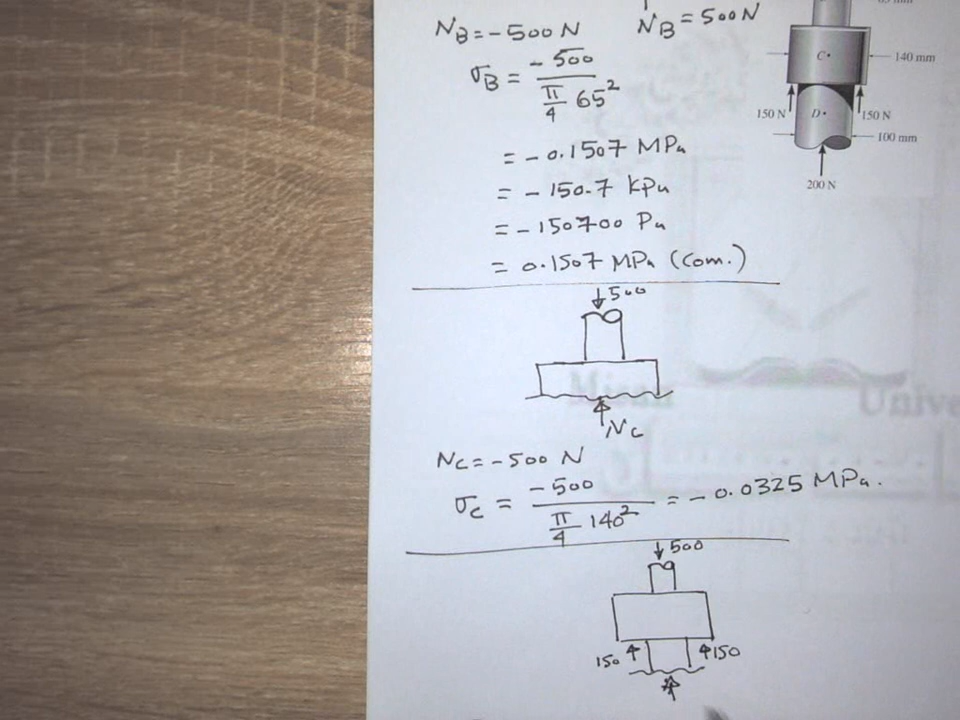 N_B = -500 N
N_B = 500 N
σ_B = -500 / (π/4 65²)
= -0.1507 MPa
= -150.7 kPa
= -150700 Pa
= 0.1507 MPa (Com.)
C
140 mm
150 N
D
150 N
100 mm
200 N
500
N_C
N_C = -500 N
σ_C = -500 / (π/4 140²) = -0.0325 MPa.
500
150
150
Misan
Unive